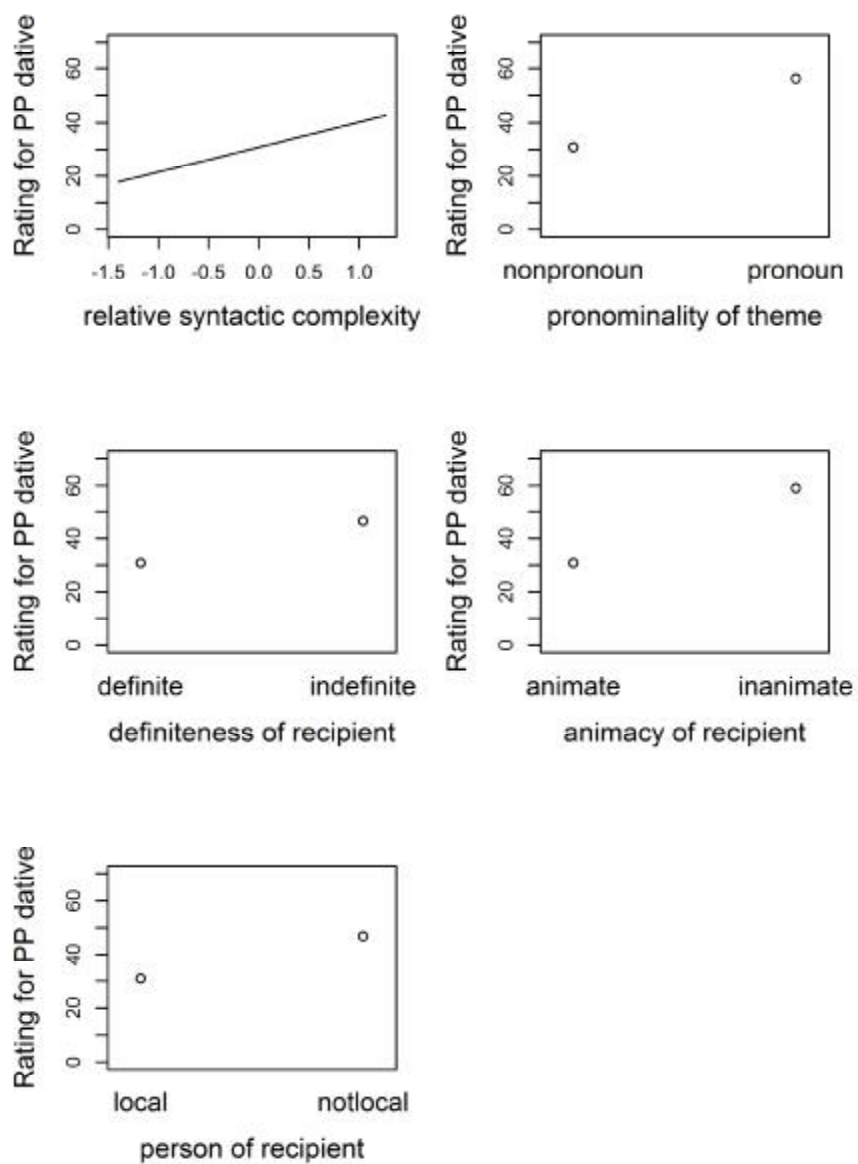 Rating for PP dative
60
40
20
0
-1.5 -1.0 -0.5 0.0 0.5 1.0
relative syntactic complexity
Rating for PP dative
60
40
20
0
nonpronoun pronoun
pronominality of theme
Rating for PP dative
60
40
20
0
definite indefinite
definiteness of recipient
Rating for PP dative
60
40
20
0
animate inanimate
animacy of recipient
Rating for PP dative
60
40
20
0
local notlocal
person of recipient